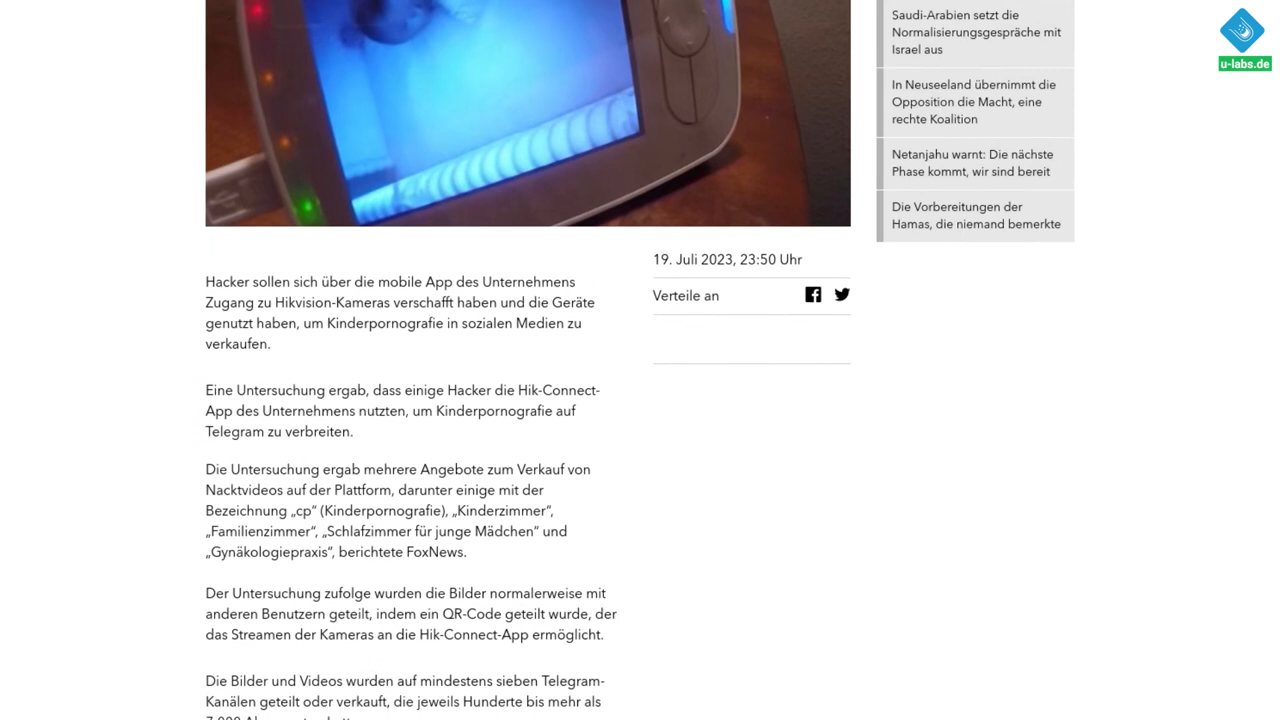 Saudi-Arabien setzt die
Normalisierungsgespräche mit
Israel aus
In Neuseeland übernimmt die
Opposition die Macht, eine
rechte Koalition
Netanjahu warnt: Die nächste
Phase kommt, wir sind bereit
Die Vorbereitungen der
Hamas, die niemand bemerkte
u-labs.de
19. Juli 2023, 23:50 Uhr
Verteile an
Hacker sollen sich über die mobile App des Unternehmens
Zugang zu Hikvision-Kameras verschafft haben und die Geräte
genutzt haben, um Kinderpornografie in sozialen Medien zu
verkaufen.
Eine Untersuchung ergab, dass einige Hacker die Hik-Connect-
App des Unternehmens nutzten, um Kinderpornografie auf
Telegram zu verbreiten.
Die Untersuchung ergab mehrere Angebote zum Verkauf von
Nacktvideos auf der Plattform, darunter einige mit der
Bezeichnung „cp“ (Kinderpornografie), „Kinderzimmer“,
„Familienzimmer“, „Schlafzimmer für junge Mädchen“ und
„Gynäkologiepraxis“, berichtete FoxNews.
Der Untersuchung zufolge wurden die Bilder normalerweise mit
anderen Benutzern geteilt, indem ein QR-Code geteilt wurde, der
das Streamen der Kameras an die Hik-Connect-App ermöglicht.
Die Bilder und Videos wurden auf mindestens sieben Telegram-
Kanälen geteilt oder verkauft, die jeweils Hunderte bis mehr als